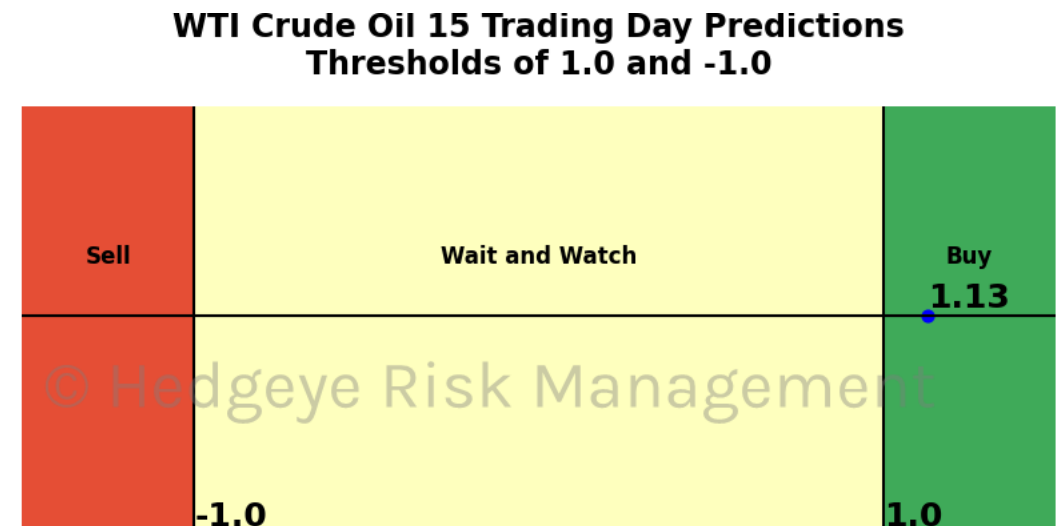 WTI Crude Oil 15 Trading Day Predictions
Thresholds of 1.0 and -1.0
Sell
Wait and Watch
Buy
1.13
© Hedgeye Risk Management
-1.0
1.0